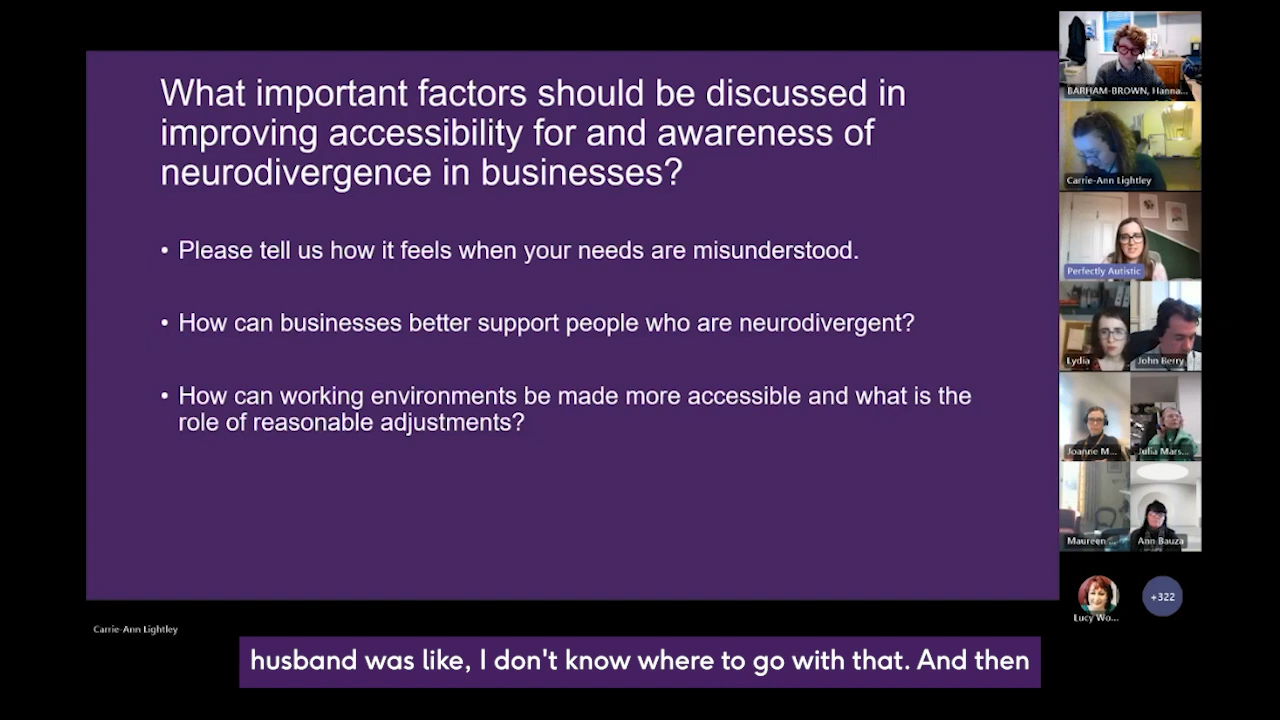 What important factors should be discussed in
improving accessibility for and awareness of
neurodivergence in businesses?
• Please tell us how it feels when your needs are misunderstood.
• How can businesses better support people who are neurodivergent?
• How can working environments be made more accessible and what is the
role of reasonable adjustments?
BARHAM-BROWN, Hanna...
Carrie-Ann Lightley
Perfectly Autistic
Lydia
John Berry
Joanne M...
Julia Mars...
Maureen ...
Ann Bauza
Lucy Wo...
+322
Carrie-Ann Lightley
husband was like, I don't know where to go with that. And then